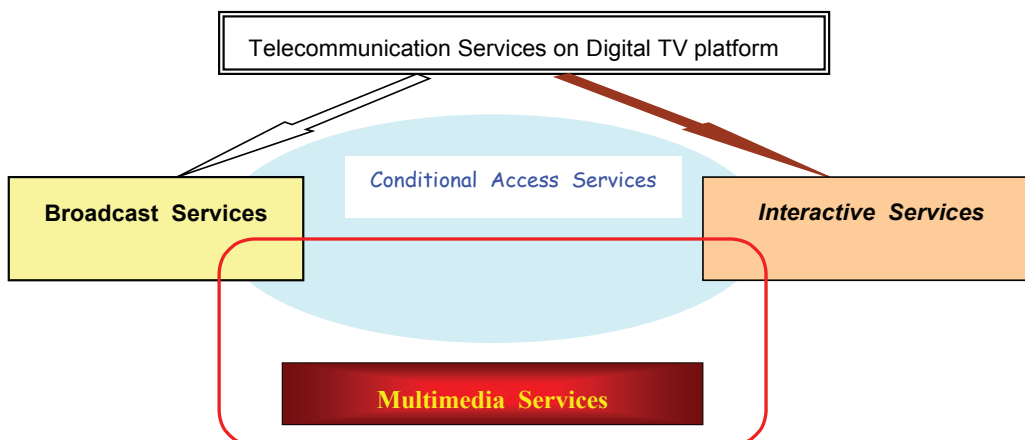 Telecommunication Services on Digital TV platform
Conditional Access Services
Broadcast Services
Interactive Services
Multimedia Services